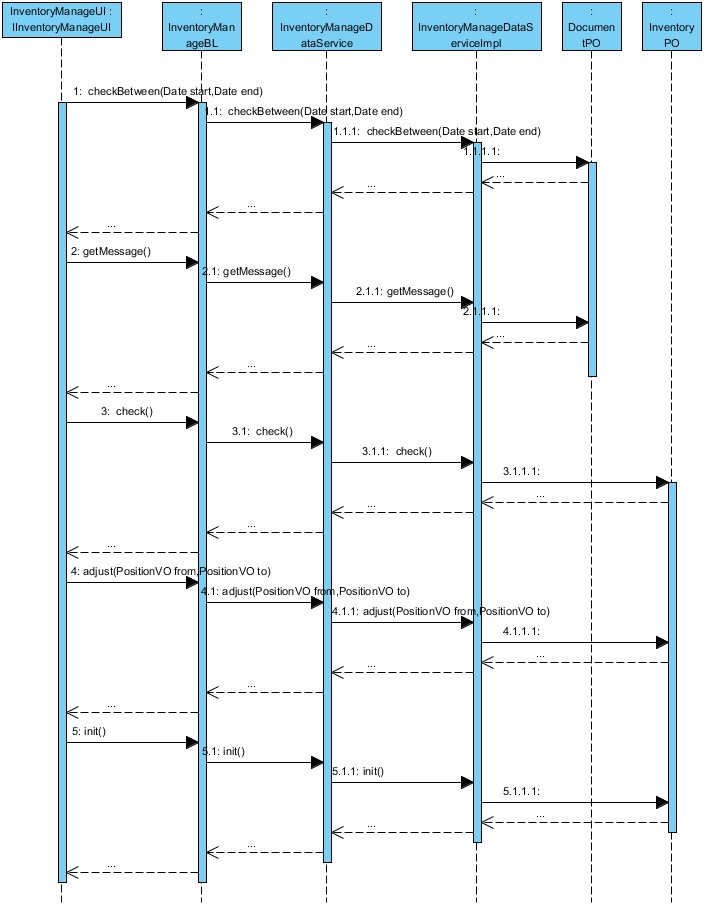 InventoryManageUI :
IInventoryManageUI
:
InventoryMan
ageBL
:
InventoryManageD
ataService
:
InventoryManageDataS
erviceImpl
:
Documen
tPO
:
Inventory
PO
1: checkBetween(Date start,Date end)
1.1: checkBetween(Date start,Date end)
1.1.1: checkBetween(Date start,Date end)
1.1.1.1:
...
...
...
...
2: getMessage()
2.1: getMessage()
2.1.1: getMessage()
2.1.1.1:
...
...
...
...
3: check()
3.1: check()
3.1.1: check()
3.1.1.1:
...
...
...
...
4: adjust(PositionVO from,PositionVO to)
4.1: adjust(PositionVO from,PositionVO to)
4.1.1: adjust(PositionVO from,PositionVO to)
4.1.1.1:
...
...
...
...
5: init()
5.1: init()
5.1.1: init()
5.1.1.1:
...
...
...
...